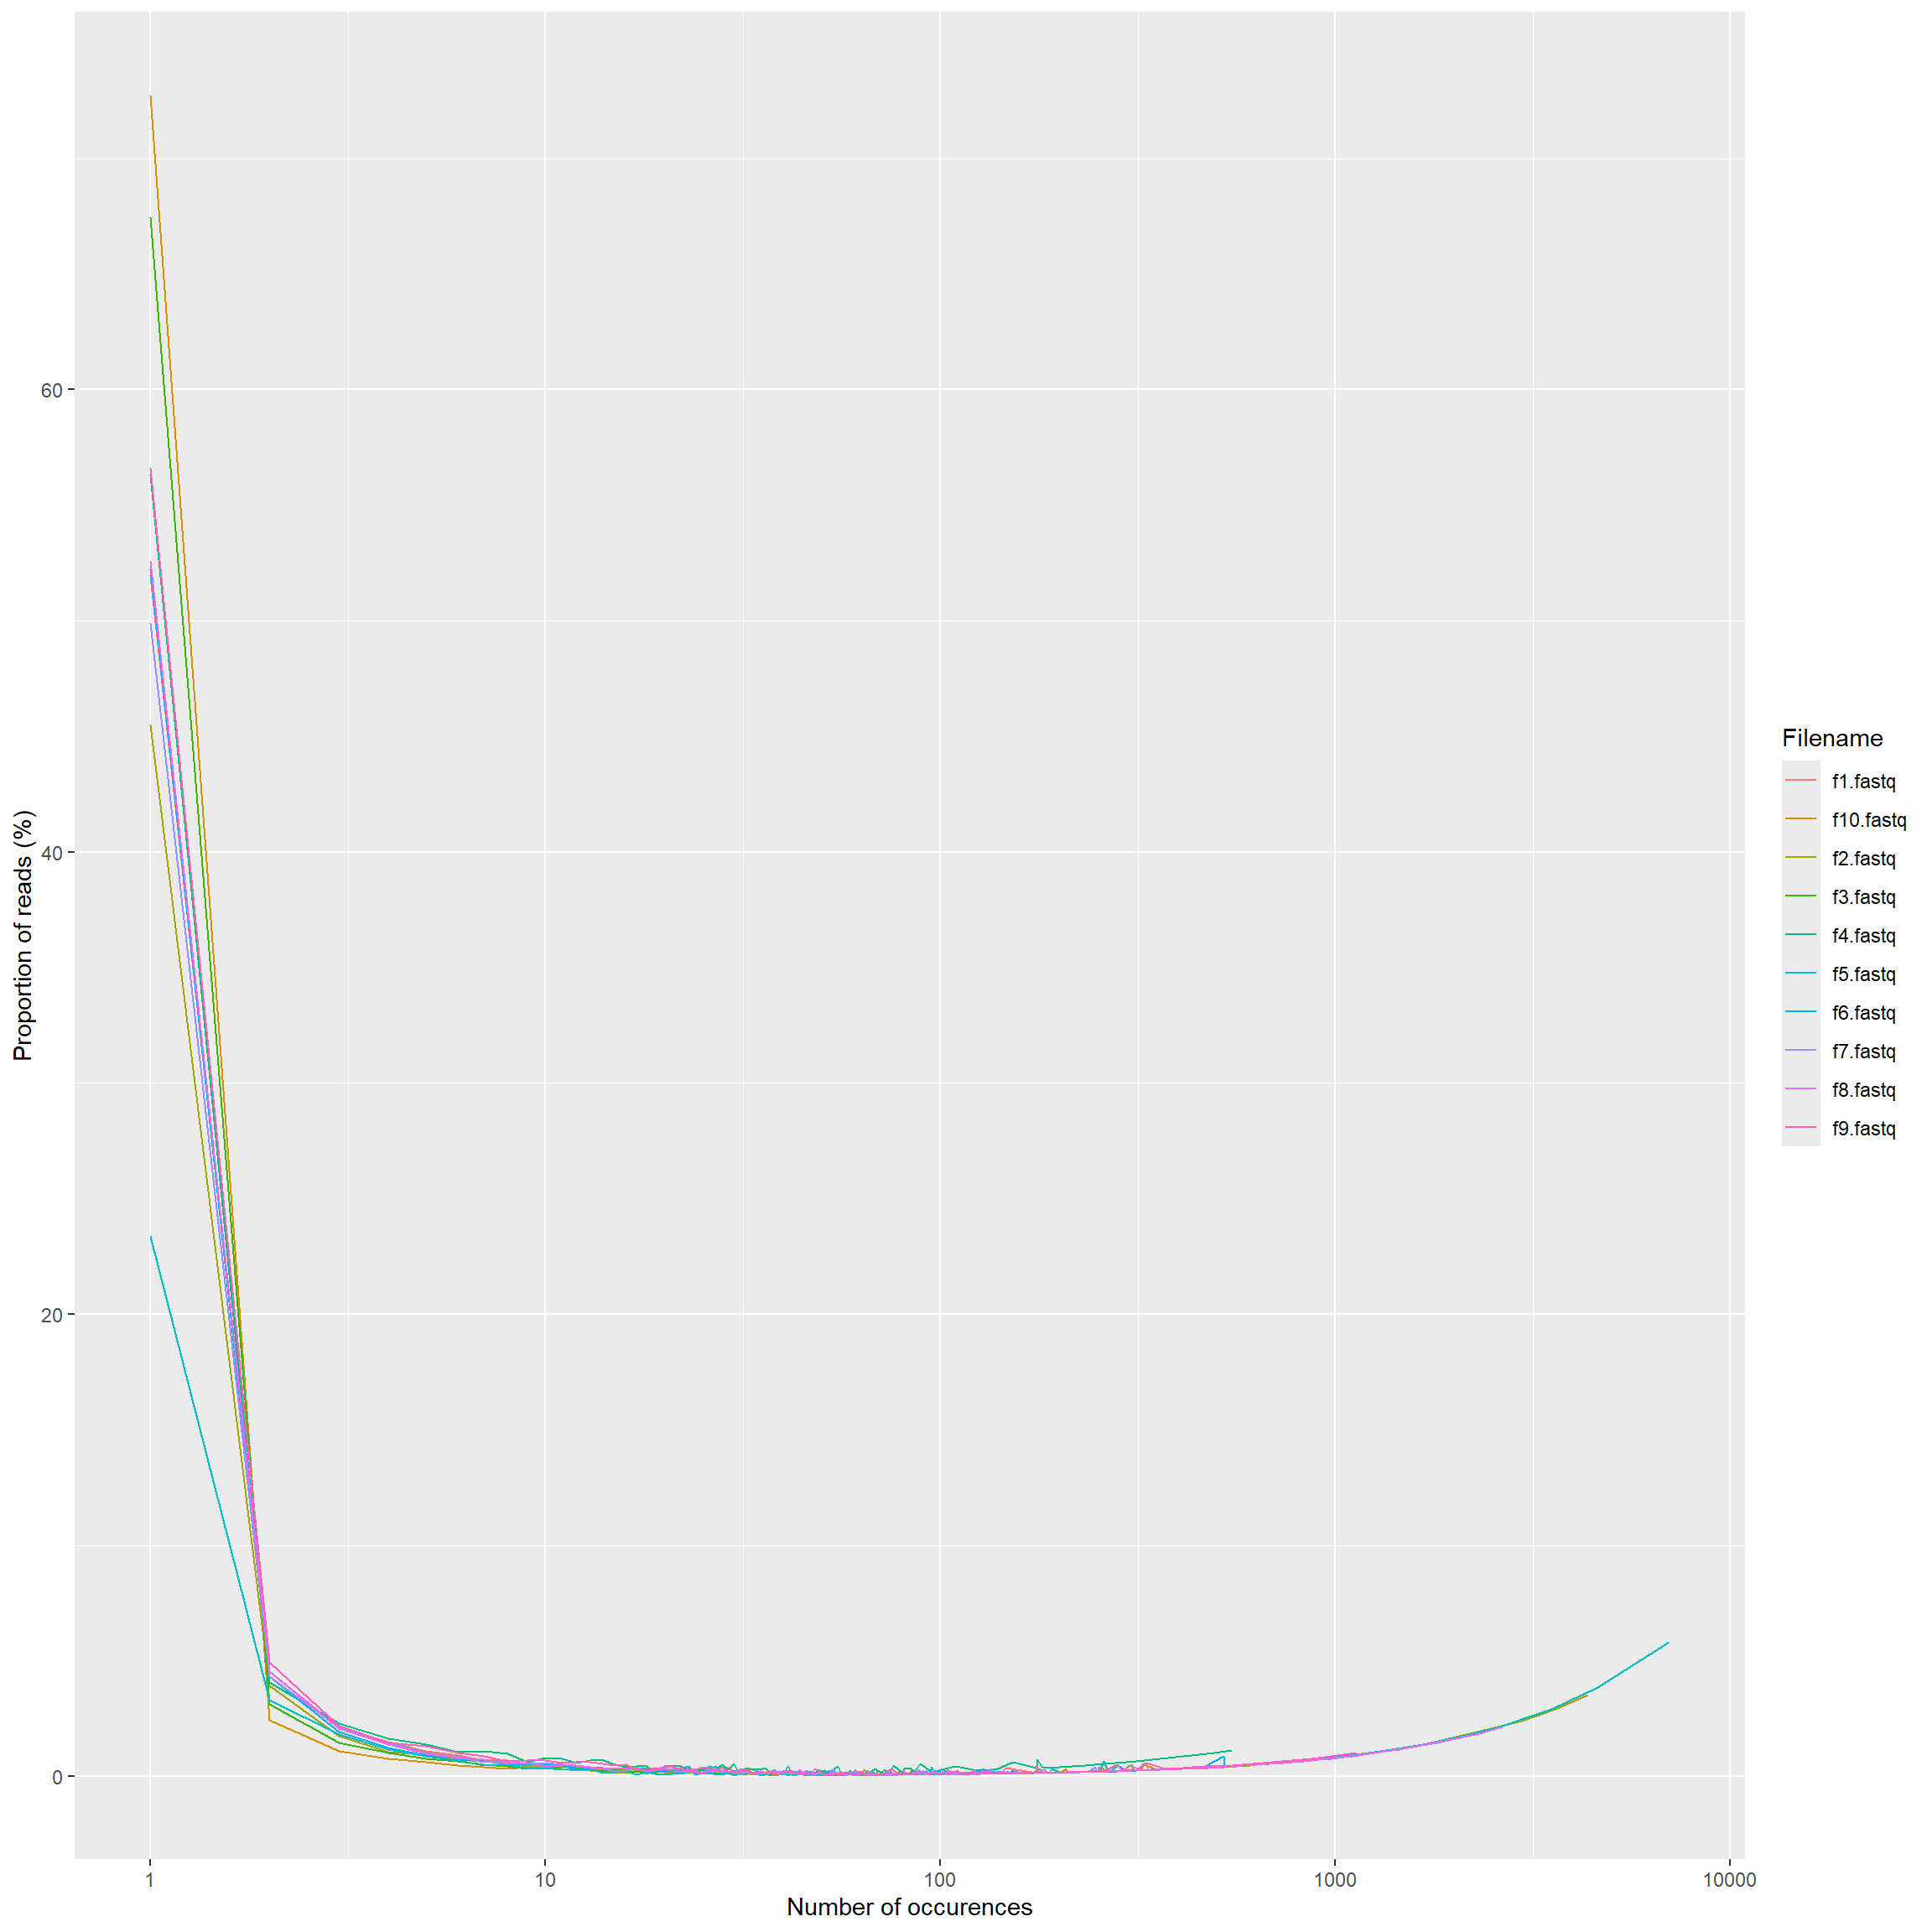 Proportion of reads (%)
60
40
20
0
1 10 100 1000 10000
Number of occurences
Filename
f1.fastq
f10.fastq
f2.fastq
f3.fastq
f4.fastq
f5.fastq
f6.fastq
f7.fastq
f8.fastq
f9.fastq